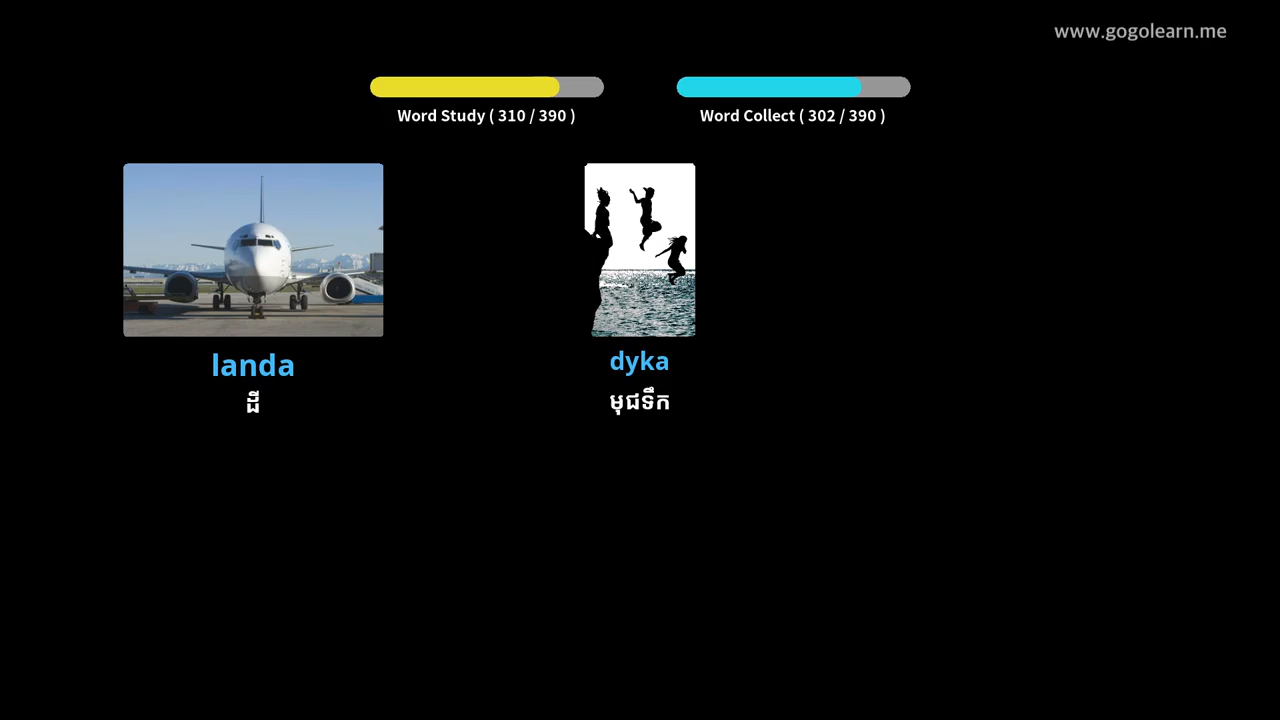 www.gogolearn.me
Word Study ( 310 / 390 )
Word Collect ( 302 / 390 )
landa
ដី
dyka
មុជទឹក